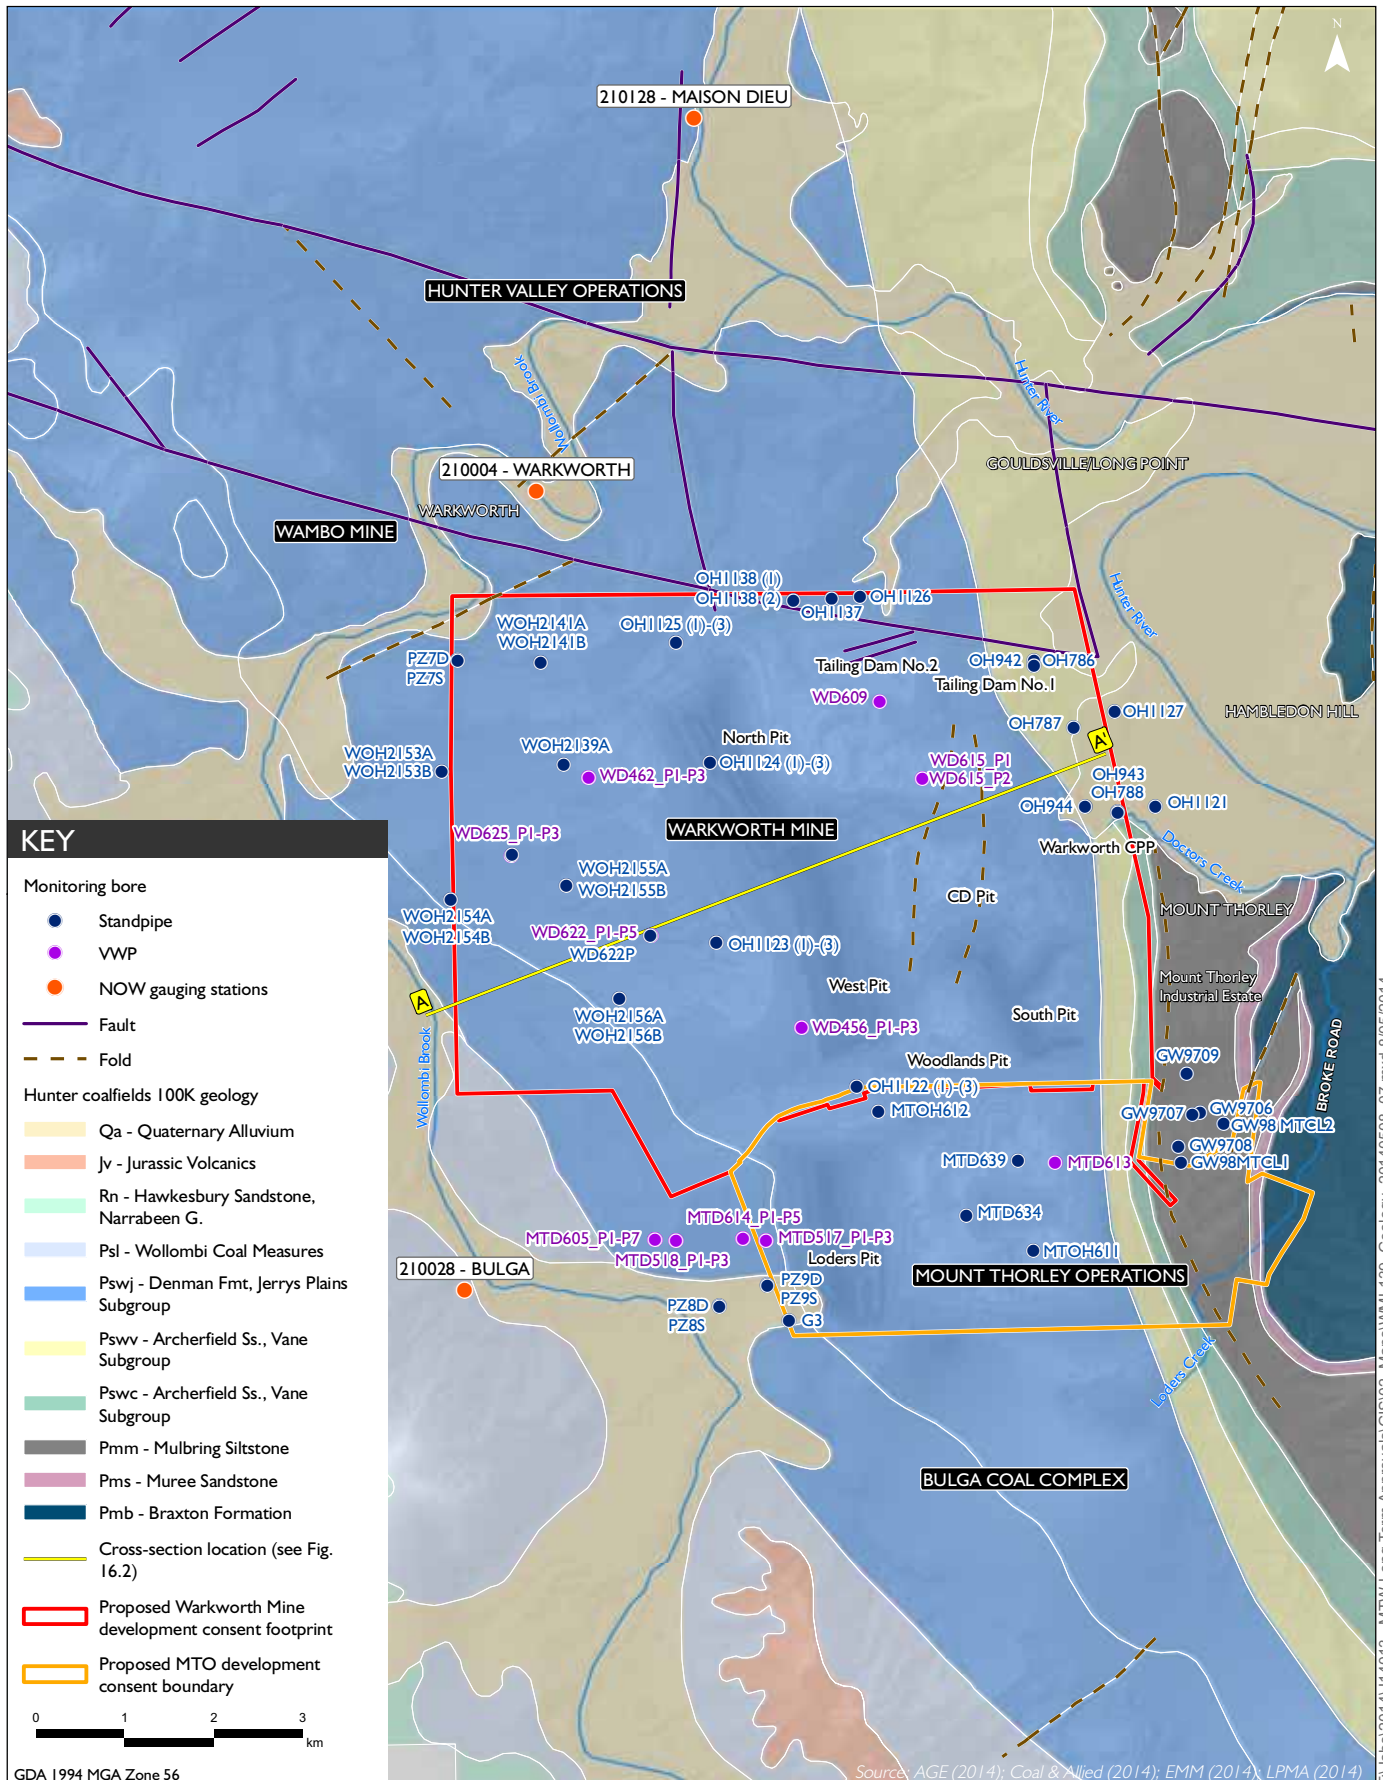 N
210128 - MAISON DIEU
HUNTER VALLEY OPERATIONS
Wollombi Brook
Hunter River
GOULDSVILLE/LONG POINT
210004 - WARKWORTH
WARKWORTH
WAMBO MINE
OH1138 (1)
OH1138 (2)
OH1137
OH1126
Hunter River
WOH2141A
WOH2141B
OH1125 (1)-(3)
PZ7D
PZ7S
Tailing Dam No.2
OH942
OH786
Tailing Dam No.1
WD609
OH787
OH1127
HAMBLEDON HILL
North Pit
A'
WOH2153A
WOH2153B
WOH2139A
WD462_P1-P3
OH1124 (1)-(3)
WD615_P1
WD615_P2
OH943
OH788
OH944
OH1121
WD625_P1-P3
WARKWORTH MINE
Warkworth CPP
Doctors Creek
WOH2155A
WOH2155B
CD Pit
MOUNT THORLEY
WOH2154A
WOH2154B
WD622_P1-P5
WD622P
OH1123 (1)-(3)
A
West Pit
Mount Thorley
Industrial Estate
WOH2156A
WOH2156B
WD456_P1-P3
South Pit
Wollombi Brook
Woodlands Pit
GW9709
BROKE ROAD
OH1122 (1)-(3)
MTOH612
GW9707
GW9706
GW98 MTCL2
GW9708
GW98MTCL1
MTD639
MTD613
MTD634
MTD614_P1-P5
MTD605_P1-P7
MTD517_P1-P3
MTD518_P1-P3
Loders Pit
MTOH611
210028 - BULGA
MOUNT THORLEY OPERATIONS
PZ9D
PZ9S
PZ8D
PZ8S
G3
Loders Creek
BULGA COAL COMPLEX
KEY
Monitoring bore
Standpipe
VWP
NOW gauging stations
Fault
Fold
Hunter coalfields 100K geology
Qa - Quaternary Alluvium
Jv - Jurassic Volcanics
Rn - Hawkesbury Sandstone,
Narrabeen G.
Psl - Wollombi Coal Measures
Pswj - Denman Fmt, Jerrys Plains
Subgroup
Pswv - Archerfield Ss., Vane
Subgroup
Pswc - Archerfield Ss., Vane
Subgroup
Pmm - Mulbring Siltstone
Pms - Muree Sandstone
Pmb - Braxton Formation
Cross-section location (see Fig.
16.2)
Proposed Warkworth Mine
development consent footprint
Proposed MTO development
consent boundary
0 1 2 3
km
GDA 1994 MGA Zone 56
Source: AGE (2014); Coal & Allied (2014); EMM (2014); LPMA (2014)